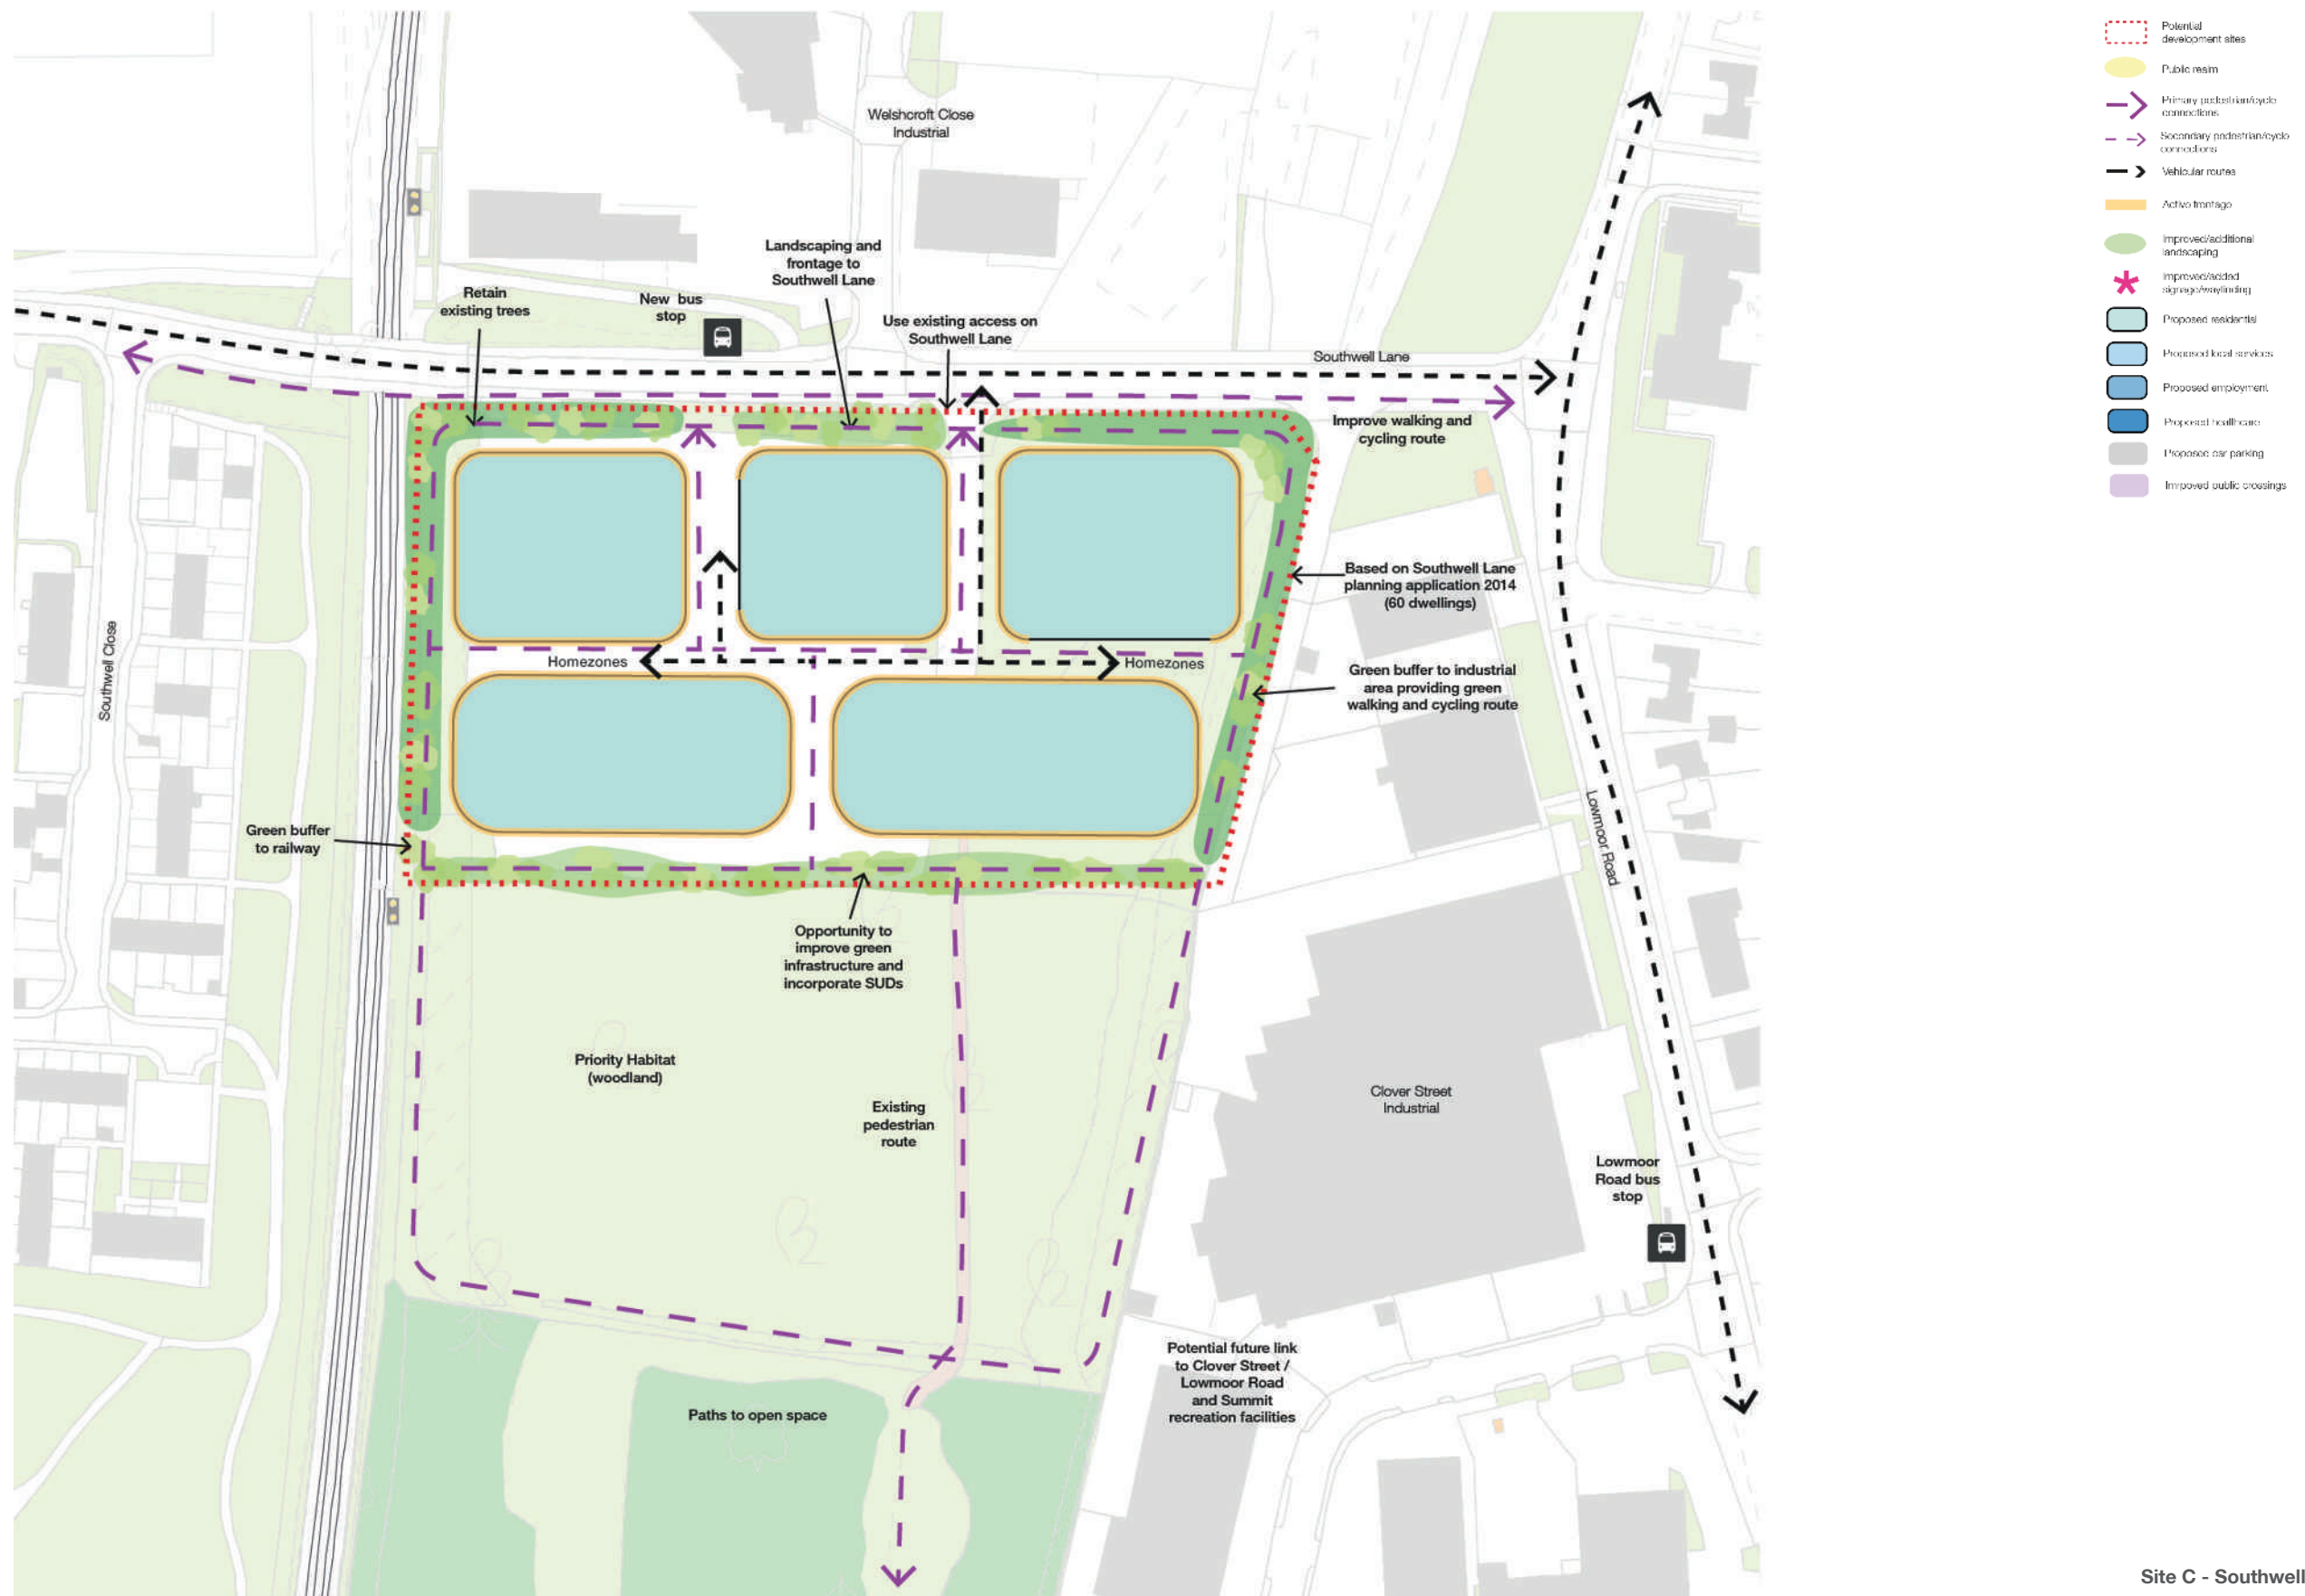 Potential
development sites
Public realm
Primary pedestrian/cycle
connections
Secondary pedestrian/cycle
connections
Vehicular routes
Active frontage
Improved/additional
landscaping
Improved/added
signage/wayfinding
Proposed residential
Proposed local services
Proposed employment
Proposed healthcare
Proposed car parking
Improved public crossings
Welshcroft Close
Industrial
Landscaping and
frontage to
Southwell Lane
Retain
existing trees
New bus
stop
Use existing access on
Southwell Lane
Southwell Lane
Improve walking and
cycling route
Based on Southwell Lane
planning application 2014
(60 dwellings)
Southwell Close
Homezones
Homezones
Green buffer to industrial
area providing green
walking and cycling route
Lowmoor Road
Green buffer
to railway
Opportunity to
improve green
infrastructure and
incorporate SUDs
Priority Habitat
(woodland)
Existing
pedestrian
route
Clover Street
Industrial
Lowmoor
Road bus
stop
Potential future link
to Clover Street /
Lowmoor Road
and Summit
recreation facilities
Paths to open space
Site C - Southwell